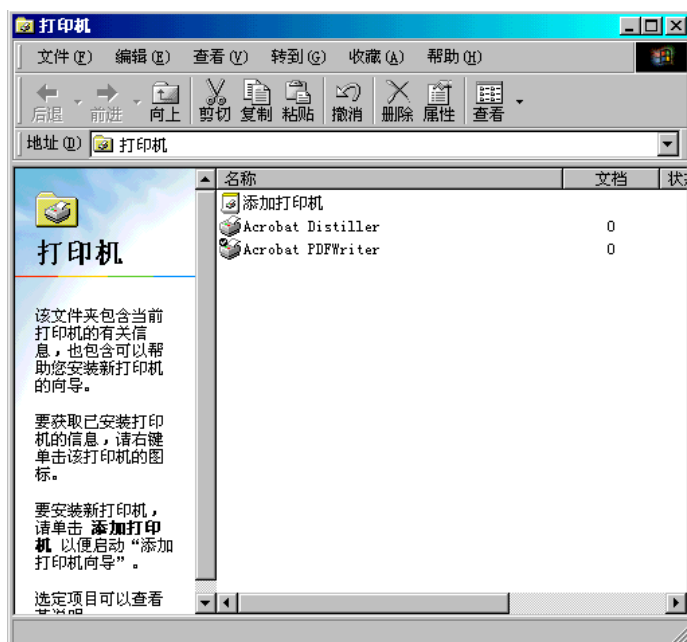 打印机
文件(F) 编辑(E) 查看(V) 转到(G) 收藏(A) 帮助(H)
后退 前进 向上 剪切 复制 粘贴 撤消 删除 属性 查看
地址(D) 打印机
名称 文档
添加打印机
Acrobat Distiller 0
Acrobat PDFWriter 0
打印机
该文件夹包含当前
打印机的有关信
息，也包含可以帮
助您安装新打印机
的向导。
要获取已安装打印
机的信息，请右键
单击该打印机的图
标。
要安装新打印机，
请单击 添加打印
机 以便启动“添加
打印机向导”。
选定项目可以查看